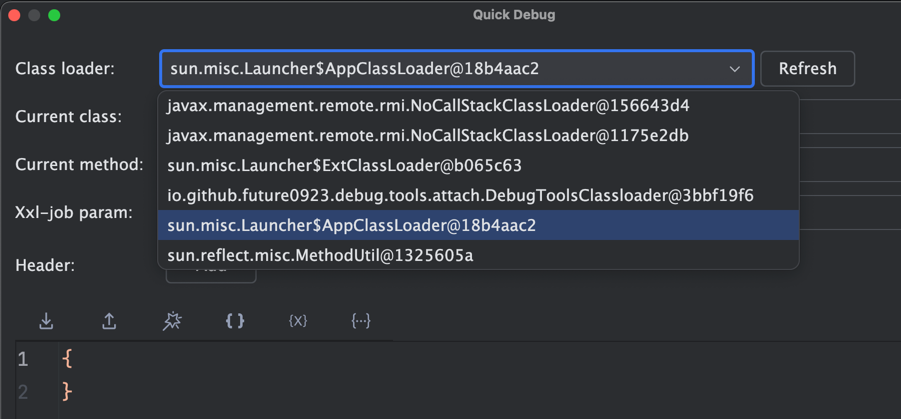 Quick Debug
Class loader: sun.misc.Launcher$AppClassLoader@18b4aac2 Refresh
javax.management.remote.rmi.NoCallStackClassLoader@156643d4
Current class:
javax.management.remote.rmi.NoCallStackClassLoader@1175e2db
Current method: sun.misc.Launcher$ExtClassLoader@b065c63
io.github.future0923.debug.tools.attach.DebugToolsClassloader@3bbf19f6
Xxl-job param:
sun.misc.Launcher$AppClassLoader@18b4aac2
sun.reflect.misc.MethodUtil@1325605a
Header:
{ } {X} {...}
1 {
2 }